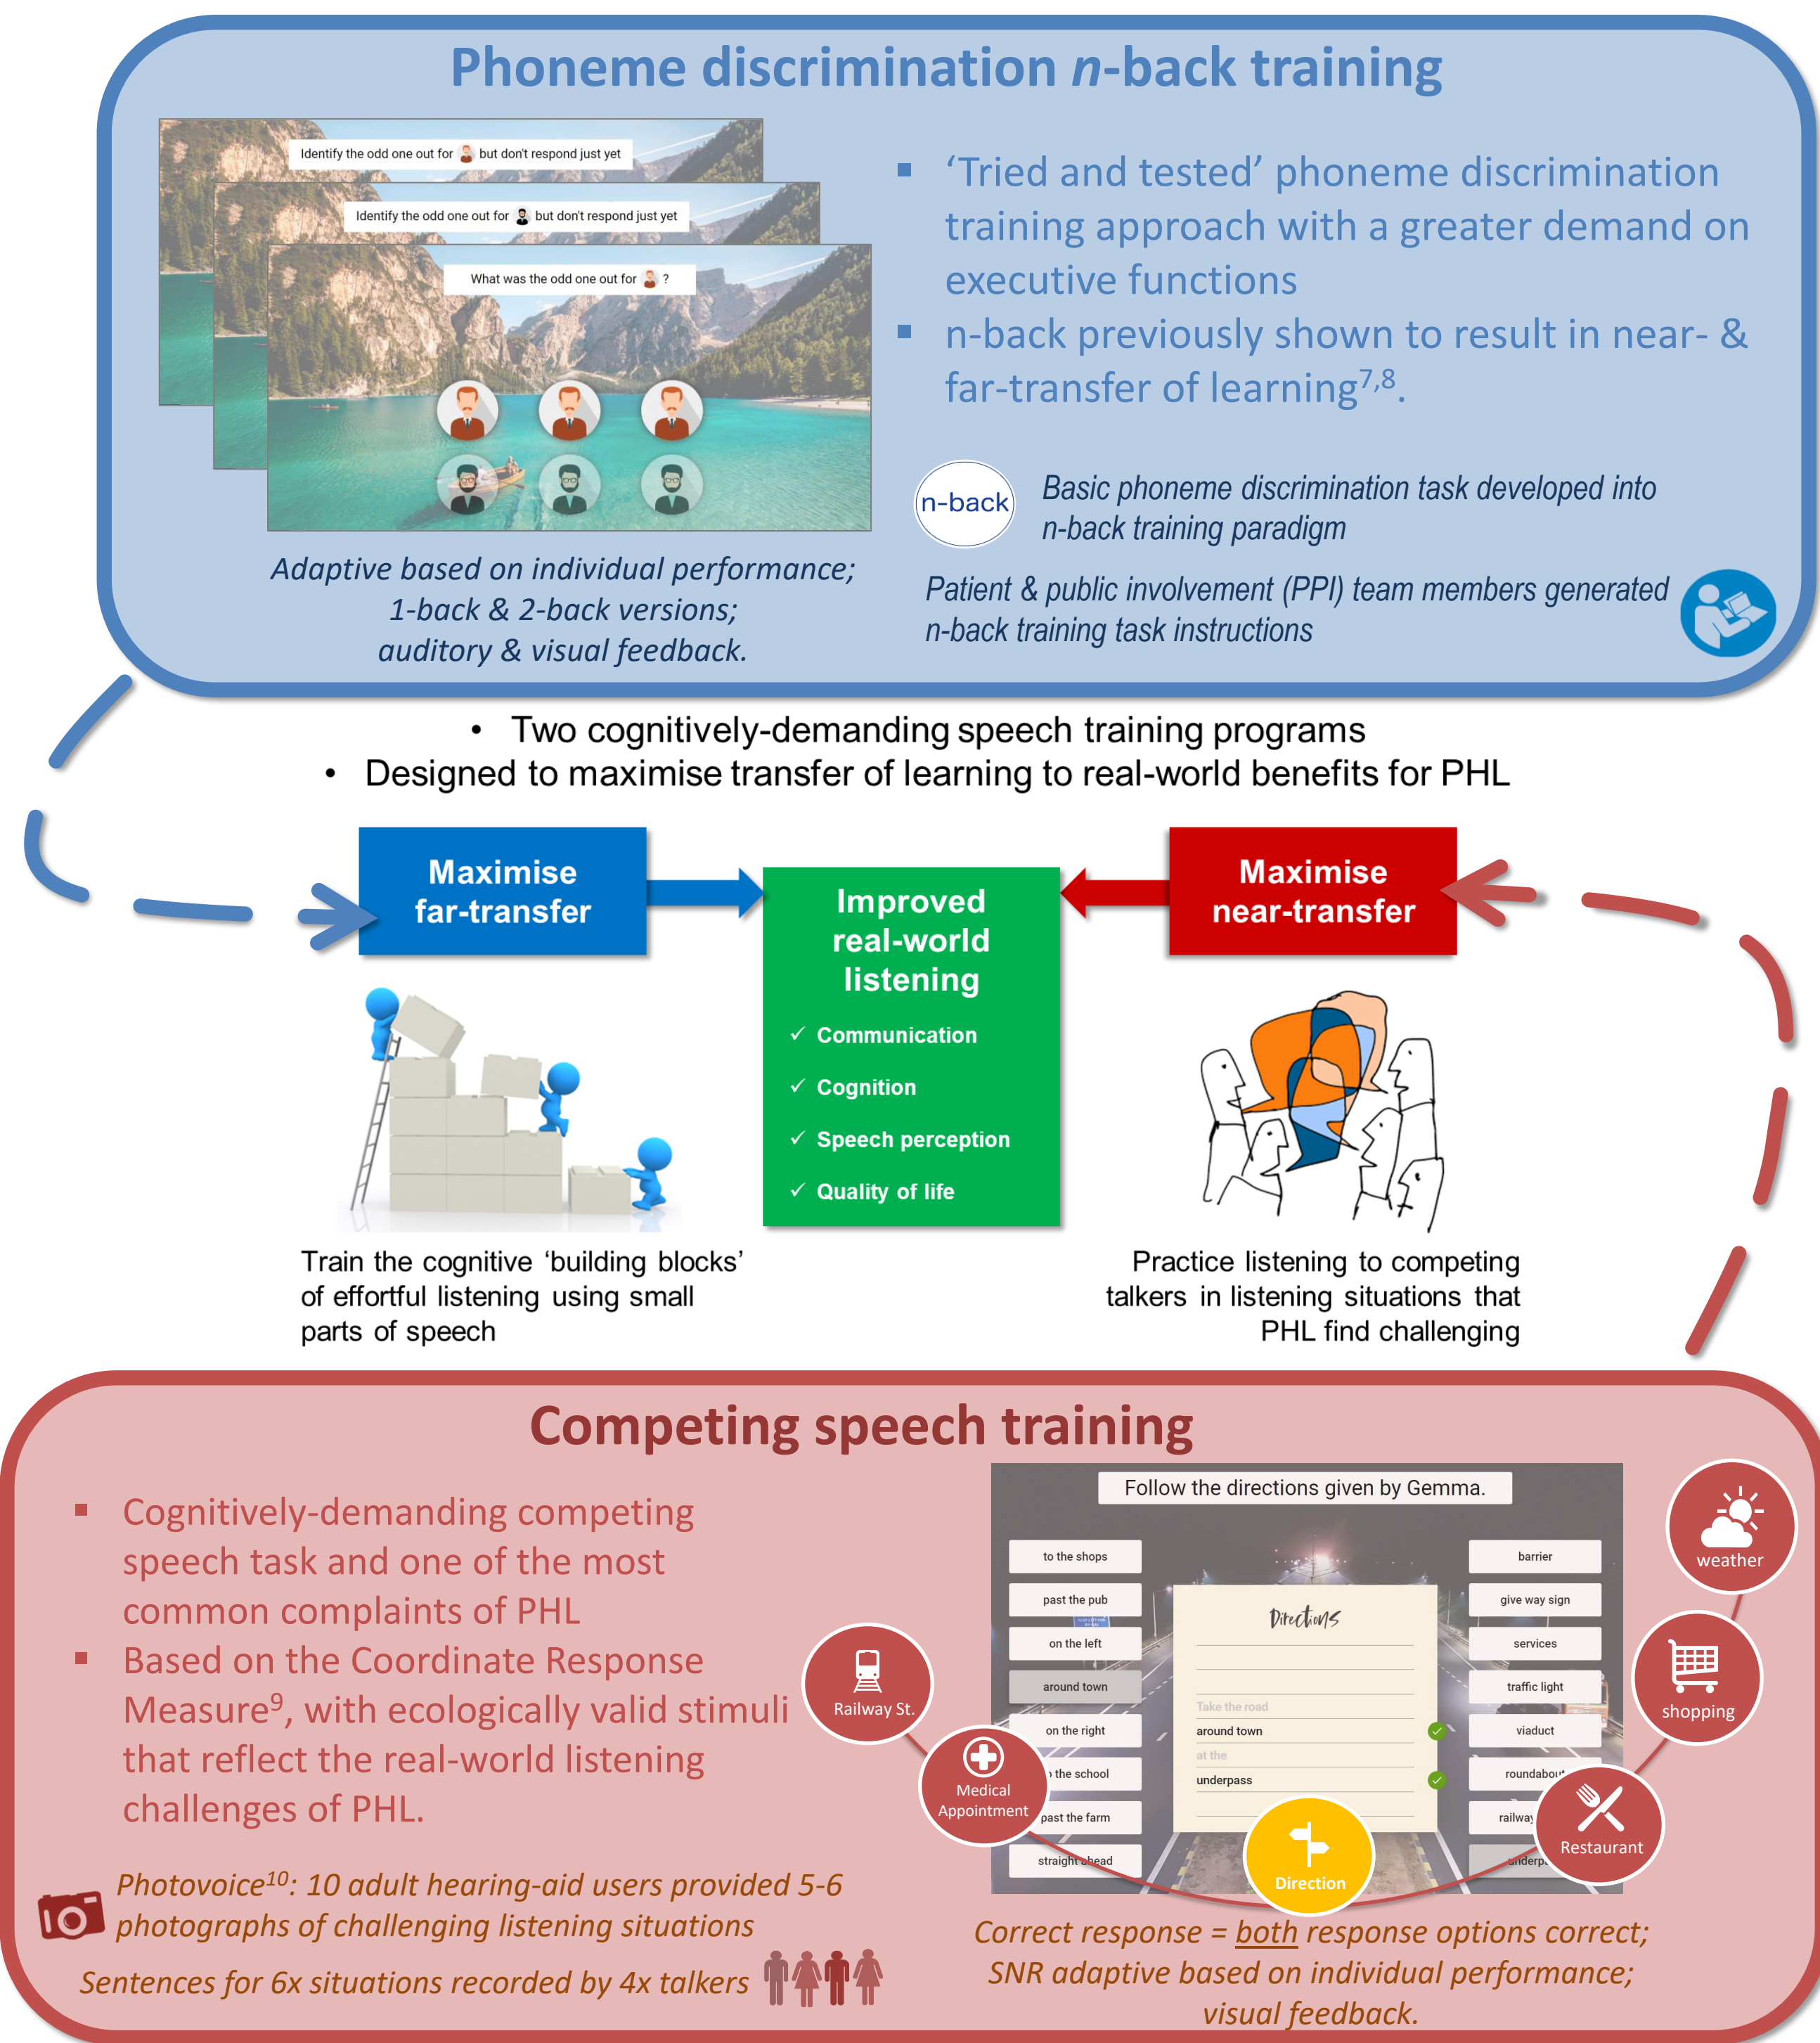 Phoneme discrimination n-back training
Identify the odd one out for but don't respond just yet
Identify the odd one out for but don't respond just yet
What was the odd one out for ?
Adaptive based on individual performance;
1-back & 2-back versions;
auditory & visual feedback.
▪ 'Tried and tested' phoneme discrimination
training approach with a greater demand on
executive functions
▪ n-back previously shown to result in near- &
far-transfer of learning7,8.
n-back
Basic phoneme discrimination task developed into
n-back training paradigm
Patient & public involvement (PPI) team members generated
n-back training task instructions
• Two cognitively-demanding speech training programs
• Designed to maximise transfer of learning to real-world benefits for PHL
Maximise
far-transfer
Improved
real-world
listening
✓ Communication
✓ Cognition
✓ Speech perception
✓ Quality of life
Maximise
near-transfer
Train the cognitive 'building blocks'
of effortful listening using small
parts of speech
Practice listening to competing
talkers in listening situations that
PHL find challenging
Competing speech training
▪ Cognitively-demanding competing
speech task and one of the most
common complaints of PHL
▪ Based on the Coordinate Response
Measure9, with ecologically valid stimuli
that reflect the real-world listening
challenges of PHL.
Photovoice10: 10 adult hearing-aid users provided 5-6
photographs of challenging listening situations
Sentences for 6x situations recorded by 4x talkers
Follow the directions given by Gemma.
to the shops
past the pub
on the left
around town
on the right
the school
past the farm
straight ahead
Directions
Take the road
around town
at the
underpass
barrier
give way sign
services
traffic light
viaduct
roundabout
railway
Railway St.
Medical
Appointment
Direction
Restaurant
shopping
weather
Correct response = both response options correct;
SNR adaptive based on individual performance;
visual feedback.